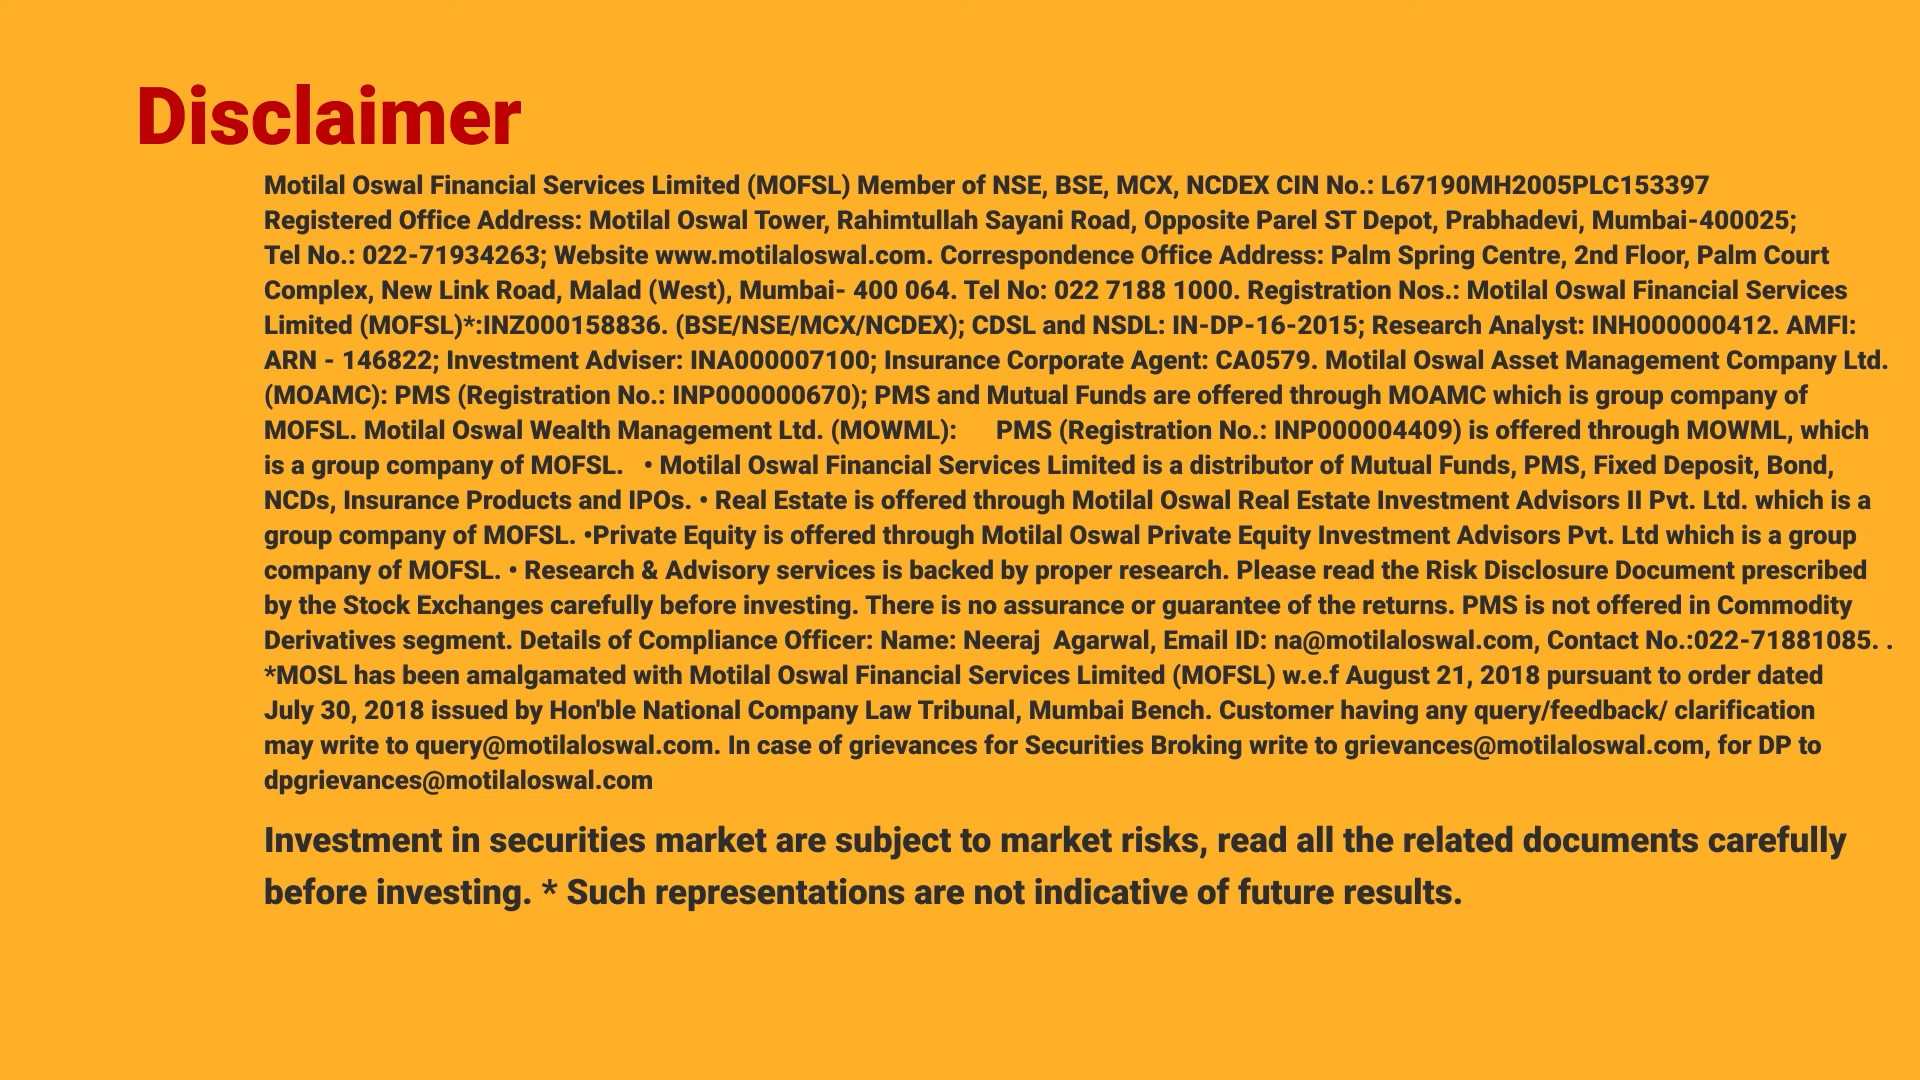 Disclaimer
Motilal Oswal Financial Services Limited (MOFSL) Member of NSE, BSE, MCX, NCDEX CIN No.: L67190MH2005PLC153397
Registered Office Address: Motilal Oswal Tower, Rahimtullah Sayani Road, Opposite Parel ST Depot, Prabhadevi, Mumbai-400025;
Tel No.: 022-71934263; Website www.motilaloswal.com. Correspondence Office Address: Palm Spring Centre, 2nd Floor, Palm Court
Complex, New Link Road, Malad (West), Mumbai- 400 064. Tel No: 022 7188 1000. Registration Nos.: Motilal Oswal Financial Services
Limited (MOFSL)*:INZ000158836. (BSE/NSE/MCX/NCDEX); CDSL and NSDL: IN-DP-16-2015; Research Analyst: INH000000412. AMFI:
ARN - 146822; Investment Adviser: INA000007100; Insurance Corporate Agent: CA0579. Motilal Oswal Asset Management Company Ltd.
(MOAMC): PMS (Registration No.: INP000000670); PMS and Mutual Funds are offered through MOAMC which is group company of
MOFSL. Motilal Oswal Wealth Management Ltd. (MOWML): PMS (Registration No.: INP000004409) is offered through MOWML, which
is a group company of MOFSL. • Motilal Oswal Financial Services Limited is a distributor of Mutual Funds, PMS, Fixed Deposit, Bond,
NCDs, Insurance Products and IPOs. • Real Estate is offered through Motilal Oswal Real Estate Investment Advisors II Pvt. Ltd. which is a
group company of MOFSL. •Private Equity is offered through Motilal Oswal Private Equity Investment Advisors Pvt. Ltd which is a group
company of MOFSL. • Research & Advisory services is backed by proper research. Please read the Risk Disclosure Document prescribed
by the Stock Exchanges carefully before investing. There is no assurance or guarantee of the returns. PMS is not offered in Commodity
Derivatives segment. Details of Compliance Officer: Name: Neeraj Agarwal, Email ID: na@motilaloswal.com, Contact No.:022-71881085. .
*MOSL has been amalgamated with Motilal Oswal Financial Services Limited (MOFSL) w.e.f August 21, 2018 pursuant to order dated
July 30, 2018 issued by Hon'ble National Company Law Tribunal, Mumbai Bench. Customer having any query/feedback/ clarification
may write to query@motilaloswal.com. In case of grievances for Securities Broking write to grievances@motilaloswal.com, for DP to
dpgrievances@motilaloswal.com
Investment in securities market are subject to market risks, read all the related documents carefully
before investing. * Such representations are not indicative of future results.